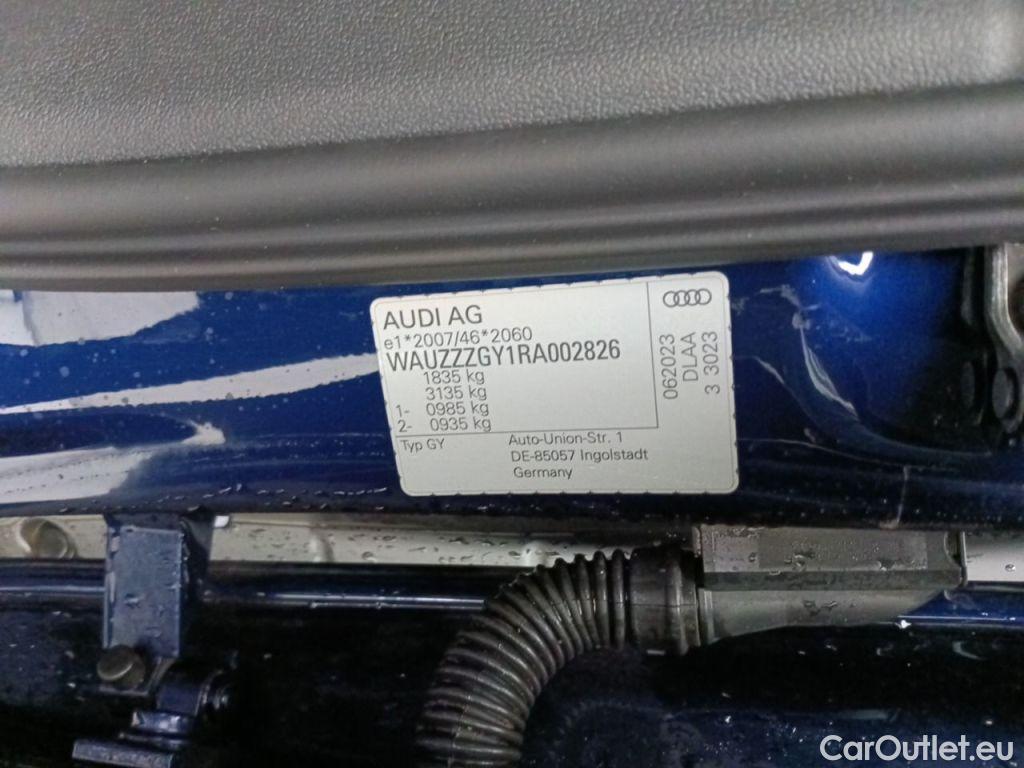 AUDI AG
e1*2007/46*2060
WAUZZZGY1RA002826
1835 kg
3135 kg
1- 0985 kg
2- 0935 kg
Typ GY
Auto-Union-Str. 1
DE-85057 Ingolstadt
Germany
062023
DLAA
3 3023
CarOutlet.eu